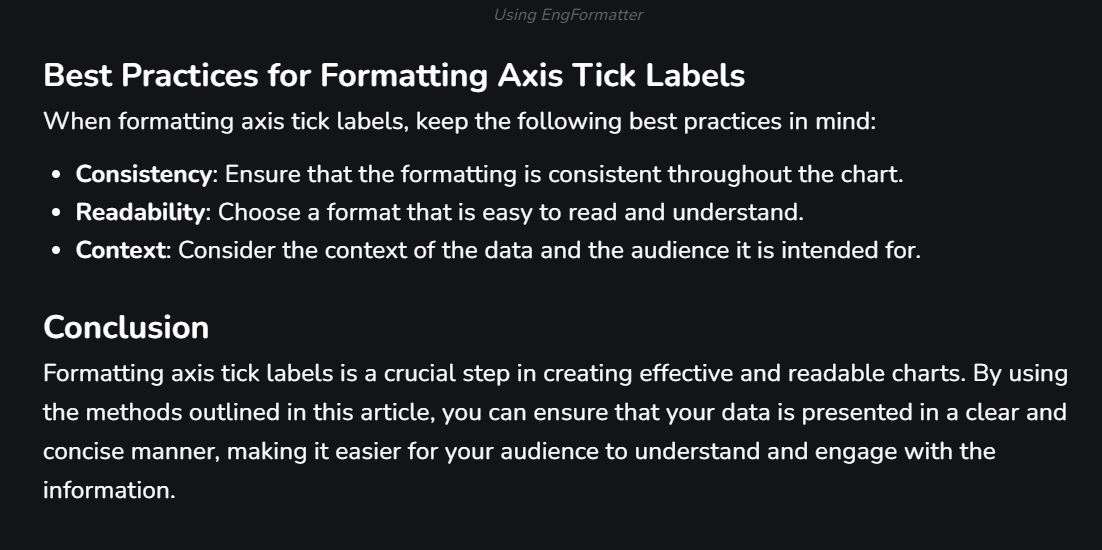 Using EngFormatter
Best Practices for Formatting Axis Tick Labels
When formatting axis tick labels, keep the following best practices in mind:
• Consistency: Ensure that the formatting is consistent throughout the chart.
• Readability: Choose a format that is easy to read and understand.
• Context: Consider the context of the data and the audience it is intended for.
Conclusion
Formatting axis tick labels is a crucial step in creating effective and readable charts. By using
the methods outlined in this article, you can ensure that your data is presented in a clear and
concise manner, making it easier for your audience to understand and engage with the
information.